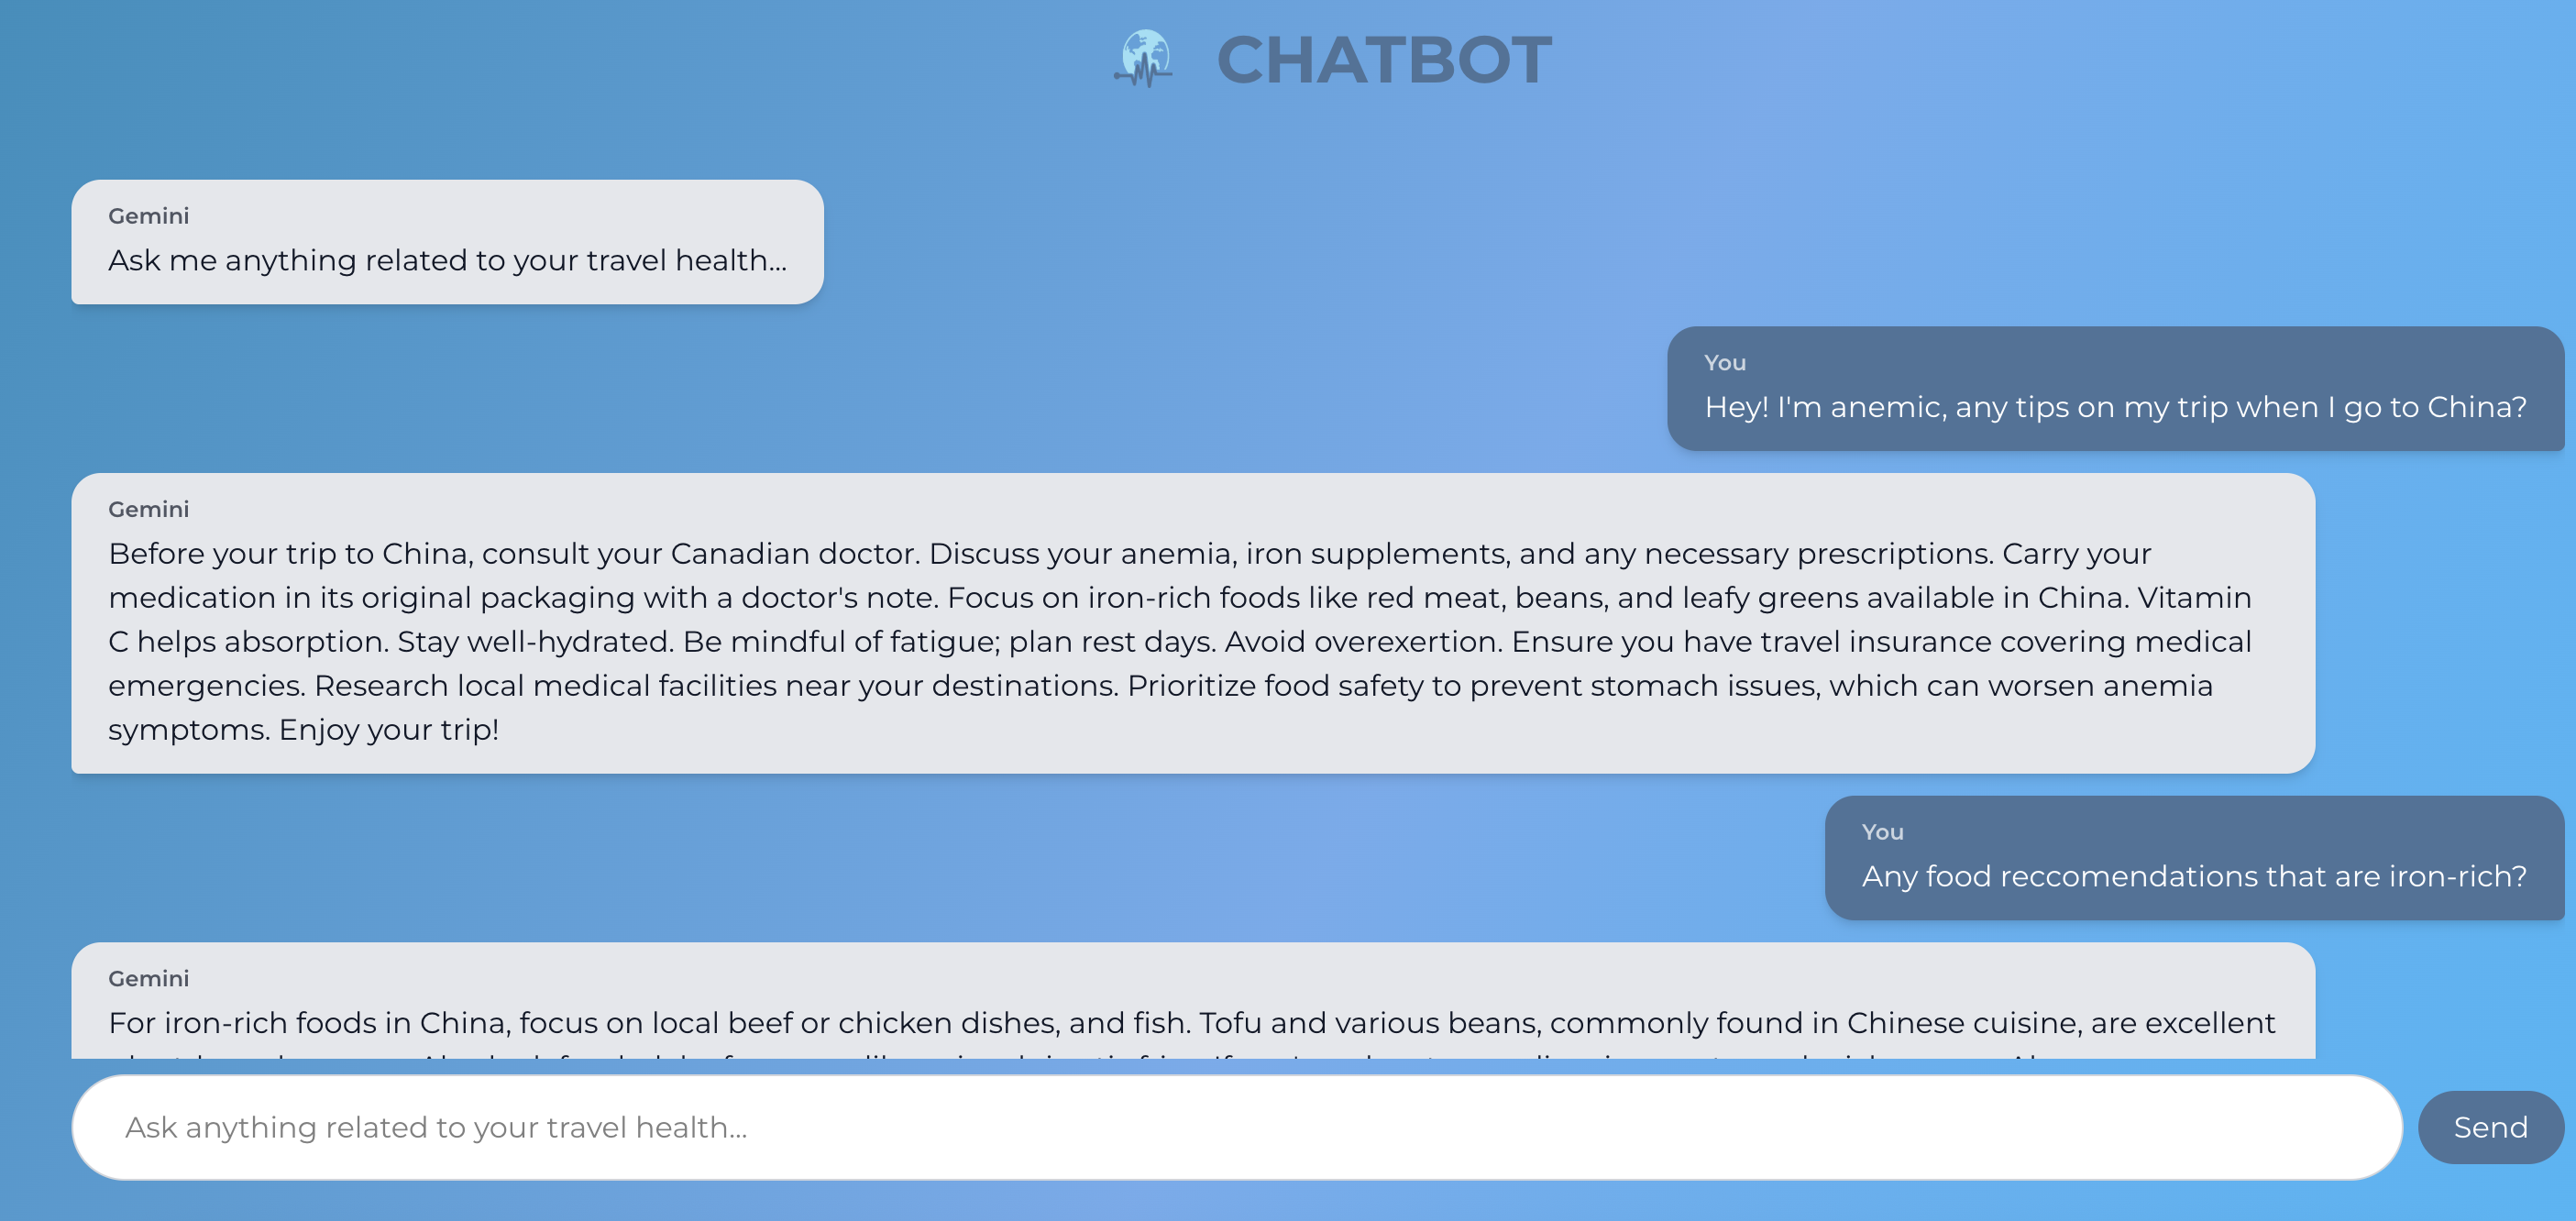 CHATBOT
Gemini
Ask me anything related to your travel health...
You
Hey! I'm anemic, any tips on my trip when I go to China?
Gemini
Before your trip to China, consult your Canadian doctor. Discuss your anemia, iron supplements, and any necessary prescriptions. Carry your
medication in its original packaging with a doctor's note. Focus on iron-rich foods like red meat, beans, and leafy greens available in China. Vitamin
C helps absorption. Stay well-hydrated. Be mindful of fatigue; plan rest days. Avoid overexertion. Ensure you have travel insurance covering medical
emergencies. Research local medical facilities near your destinations. Prioritize food safety to prevent stomach issues, which can worsen anemia
symptoms. Enjoy your trip!
You
Any food reccomendations that are iron-rich?
Gemini
For iron-rich foods in China, focus on local beef or chicken dishes, and fish. Tofu and various beans, commonly found in Chinese cuisine, are excellent
Ask anything related to your travel health...
Send